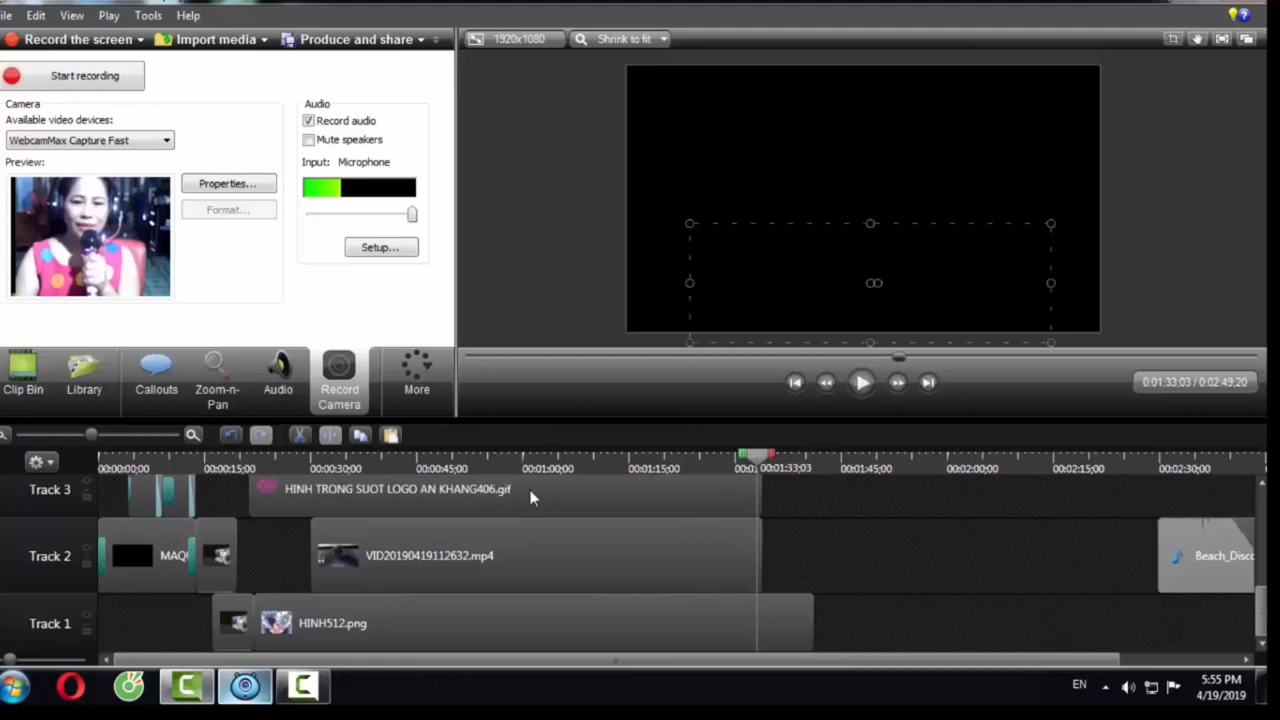 ile Edit View Play Tools Help
Record the screen Import media Produce and share 1920x1080 Shrink to fit
Start recording
Camera
Available video devices:
WebcamMax Capture Fast
Preview:
Properties...
Format...
Audio
Record audio
Mute speakers
Input: Microphone
Setup...
Clip Bin Library Callouts Zoom-n-Pan Audio Record Camera More
0:01:33;03 / 0:02:49;20
00:00:00;00 00:00:15;00 00:00:30;00 00:00:45;00 00:01:00;00 00:01:15;00 00:0 00:01:33;03 00:01:45;00 00:02:00;00 00:02:15;00 00:02:30;00
Track 3 HINH TRONG SUOT LOGO AN KHANG406.gif
Track 2 MAQ VID20190419112632.mp4 Beach_Disco
Track 1 HINH512.png
EN 5:55 PM
4/19/2019